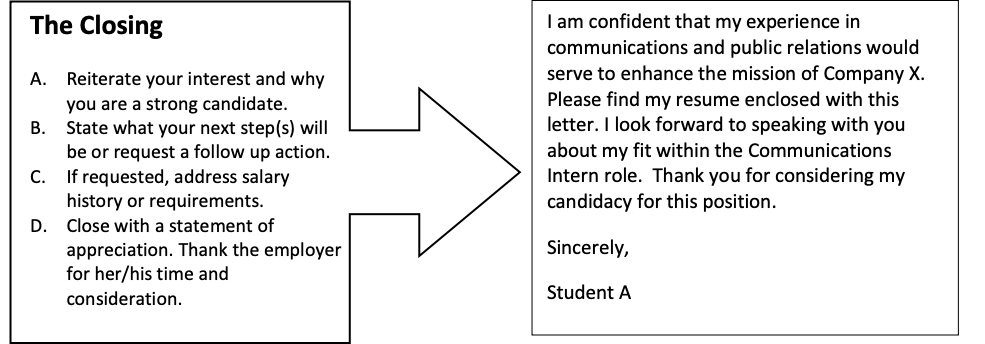 The Closing
A. Reiterate your interest and why
you are a strong candidate.
B. State what your next step(s) will
be or request a follow up action.
C. If requested, address salary
history or requirements.
D. Close with a statement of
appreciation. Thank the employer
for her/his time and
consideration.
I am confident that my experience in
communications and public relations would
serve to enhance the mission of Company X.
Please find my resume enclosed with this
letter. I look forward to speaking with you
about my fit within the Communications
Intern role.  Thank you for considering my
candidacy for this position.
Sincerely,
Student A